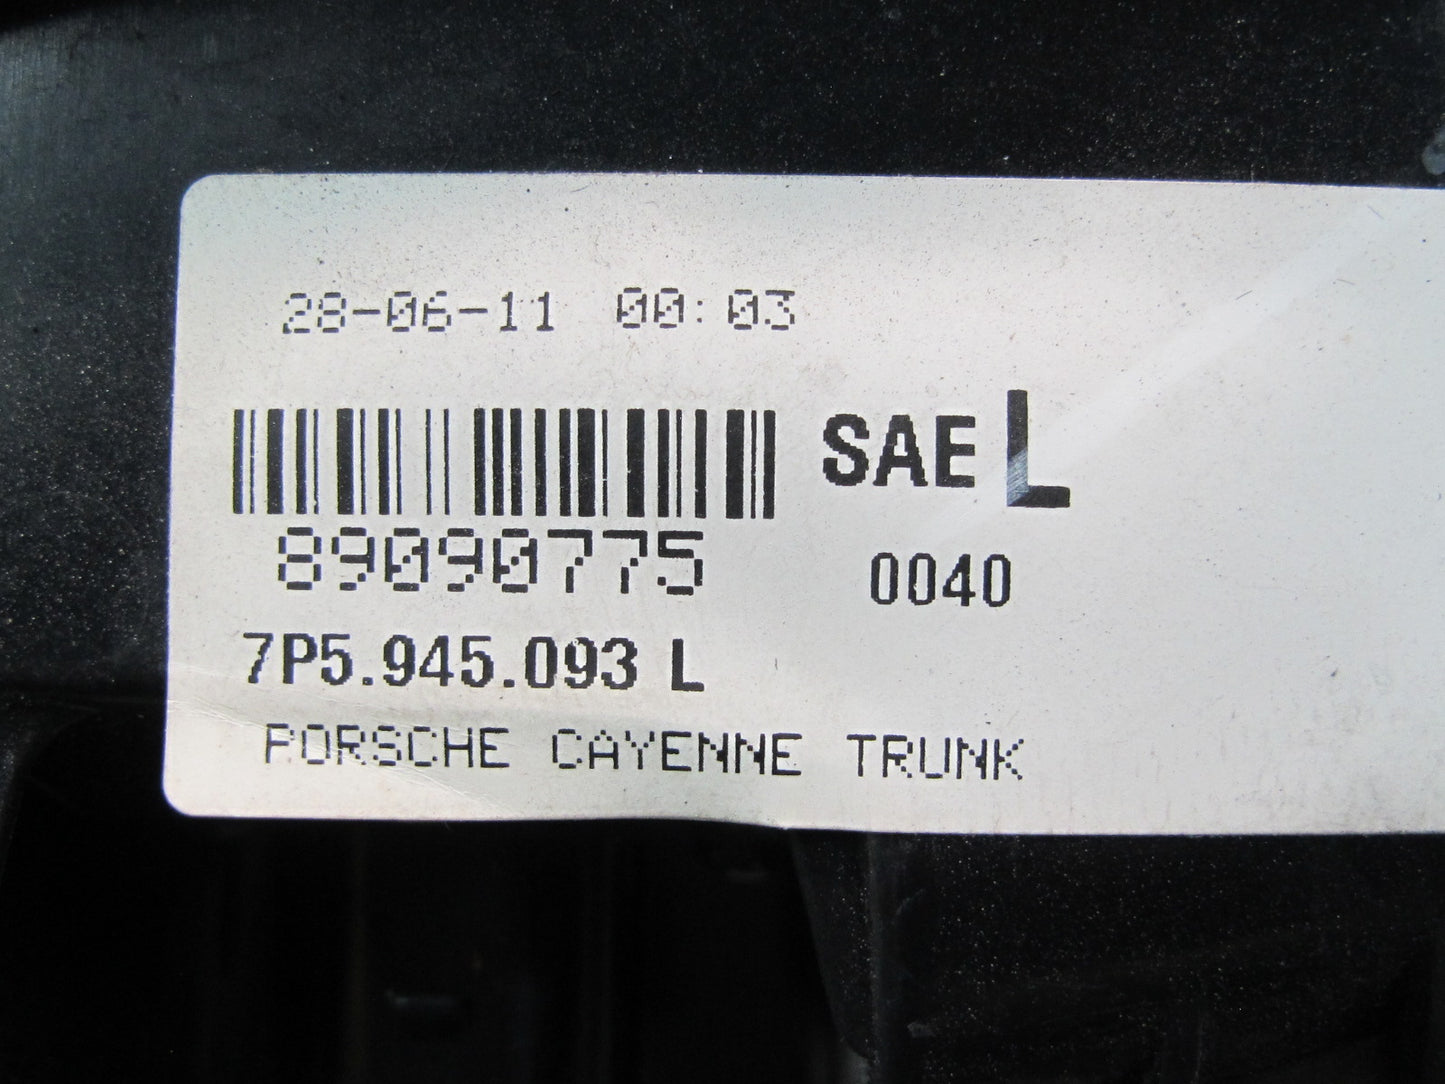 28-06-11 00:03
SAE L
89090775
0040
7P5.945.093 L
PORSCHE CAYENNE TRUNK